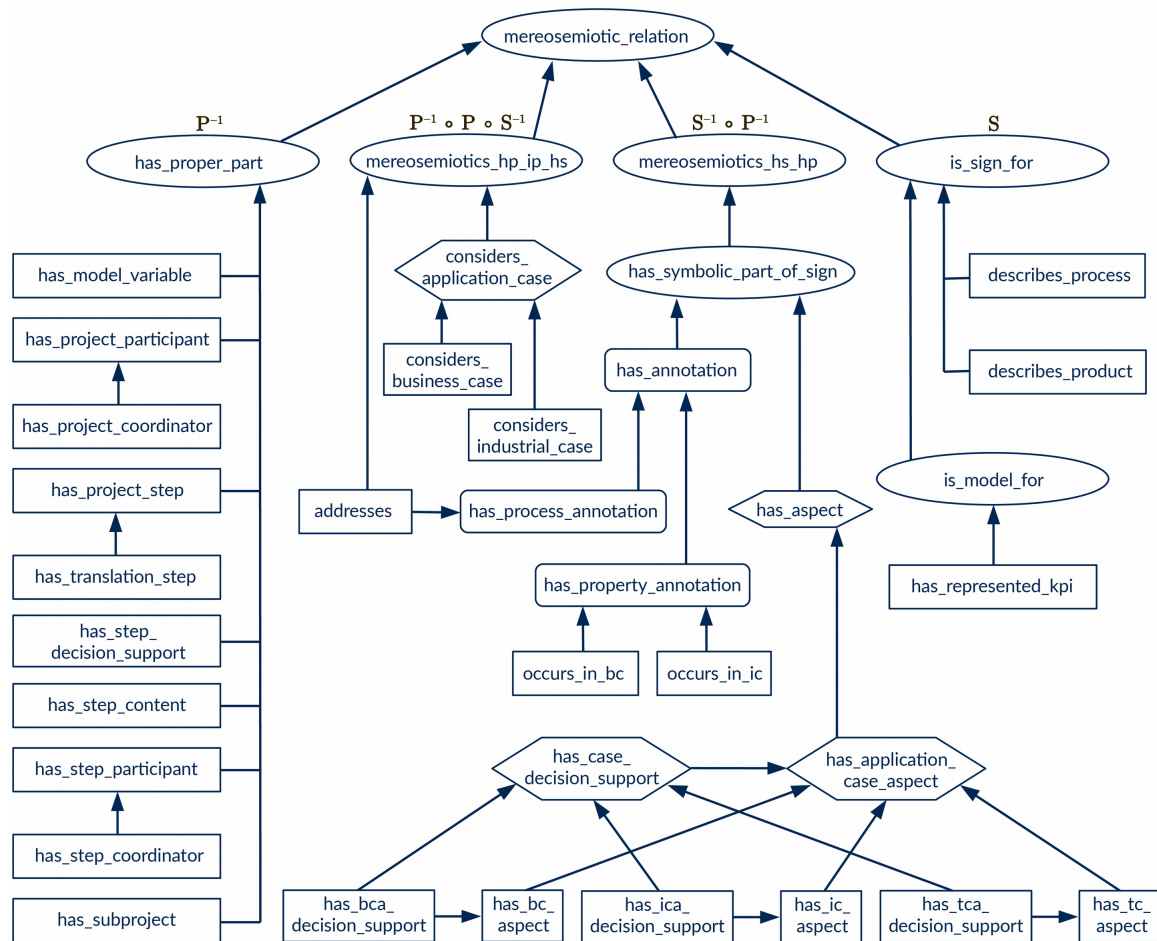 mereosemiotic_relation
P⁻¹
P⁻¹ ∘ P ∘ S⁻¹
S⁻¹ ∘ P⁻¹
S
has_proper_part
mereosemiotics_hp_ip_hs
mereosemiotics_hs_hp
is_sign_for
considers_
application_case
has_symbolic_part_of_sign
has_model_variable
describes_process
has_project_participant
considers_
business_case
has_annotation
describes_product
has_project_coordinator
considers_
industrial_case
has_project_step
is_model_for
addresses
has_process_annotation
has_aspect
has_translation_step
has_property_annotation
has_represented_kpi
has_step_
decision_support
occurs_in_bc
occurs_in_ic
has_step_content
has_step_participant
has_case_
decision_support
has_application_
case_aspect
has_step_coordinator
has_subproject
has_bca_
decision_support
has_bc_
aspect
has_ica_
decision_support
has_ic_
aspect
has_tca_
decision_support
has_tc_
aspect